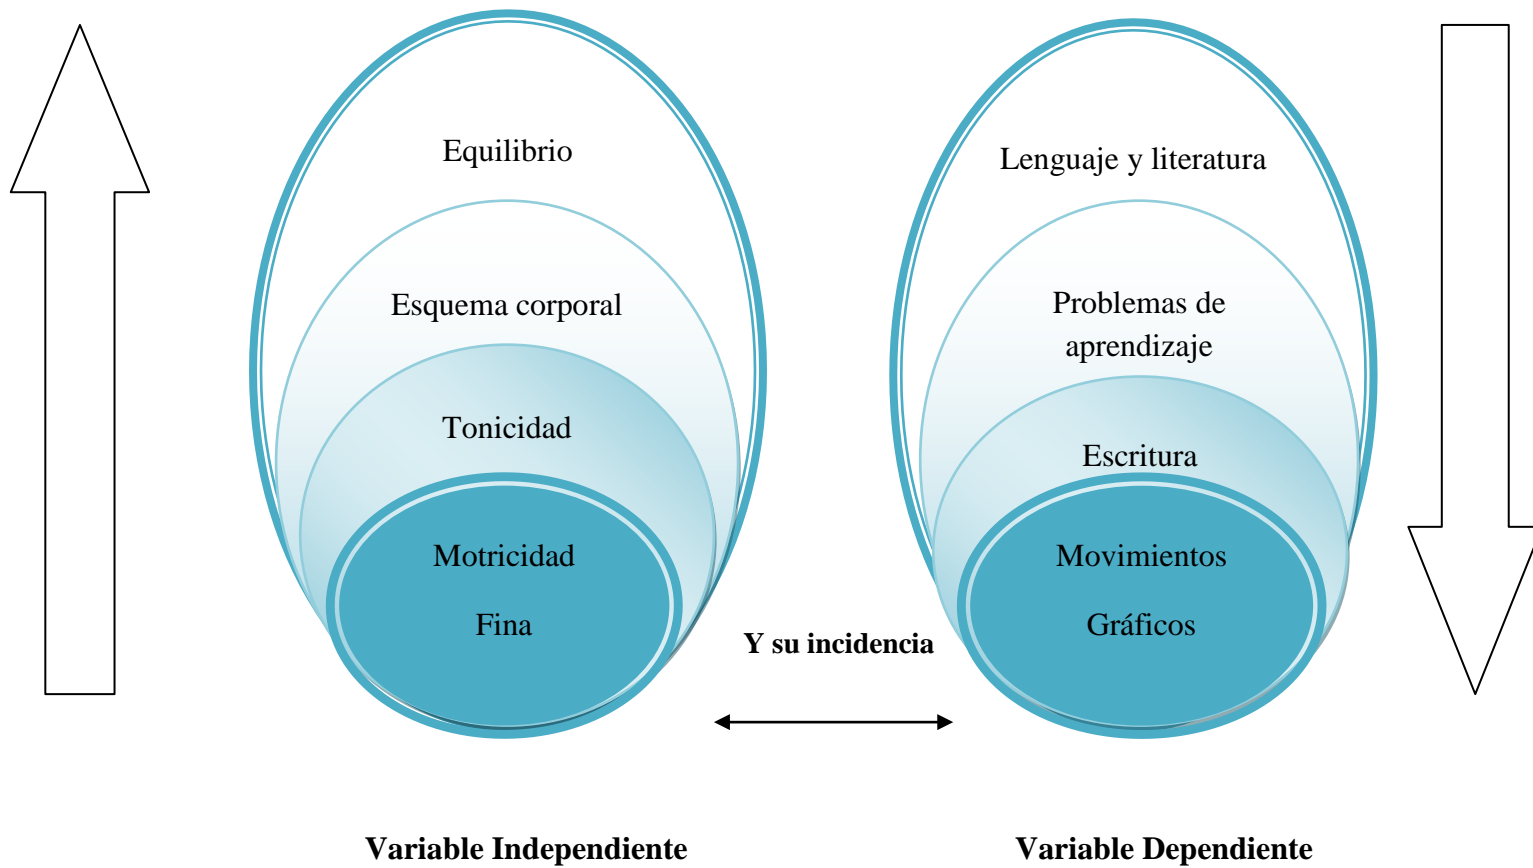 Equilibrio
Esquema corporal
Tonicidad
Motricidad
Fina
Lenguaje y literatura
Problemas de
aprendizaje
Escritura
Movimientos
Gráficos
Y su incidencia
Variable Independiente
Variable Dependiente